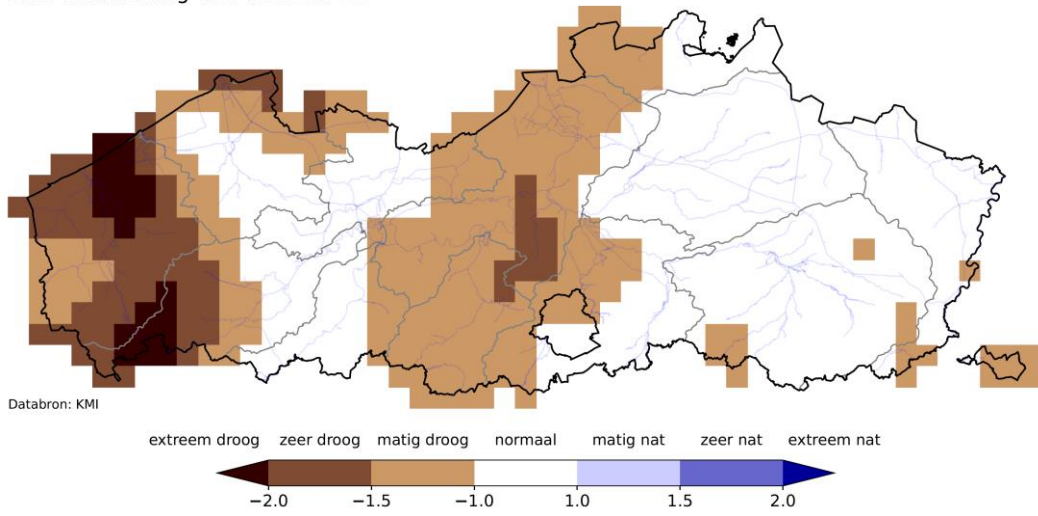 Databron: KMI
extreem droog zeer droog matig droog normaal matig nat zeer nat extreem nat
−2.0 −1.5 −1.0 1.0 1.5 2.0